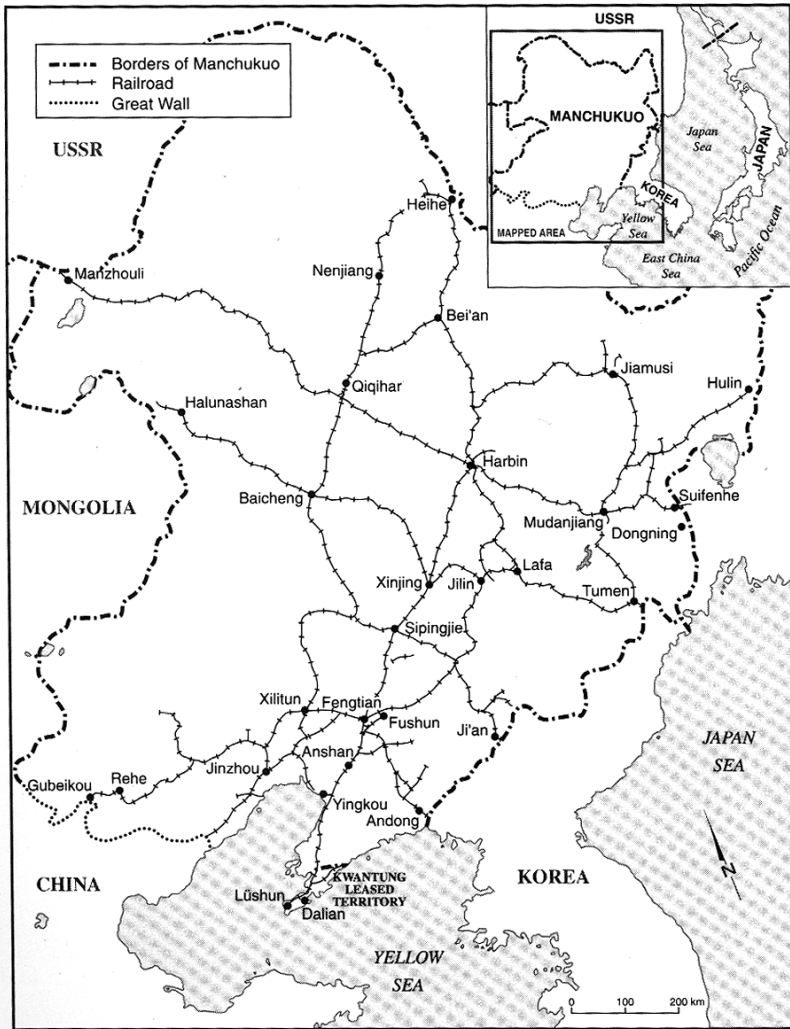 Borders of Manchukuo
Railroad
Great Wall
USSR
MANCHUKUO
Japan
Sea
JAPAN
KOREA
Yellow
Sea
MAPPED AREA
East China
Sea
Pacific Ocean
USSR
Heihe
Manzhouli
Nenjiang
Bei'an
Jiamusi
Hulin
Qiqihar
Halunashan
Harbin
Baicheng
Suifenhe
MONGOLIA
Mudanjiang
Dongning
Lafa
Xinjing
Jilin
Tumen
Sipingjie
Xilitun
Fengtian
Fushun
Ji'an
JAPAN
SEA
Anshan
Jinzhou
Rehe
Gubeikou
Yingkou
Andong
KWANTUNG
LEASED
TERRITORY
CHINA
KOREA
Lüshun
Dalian
N
YELLOW
SEA
0 100 200 km